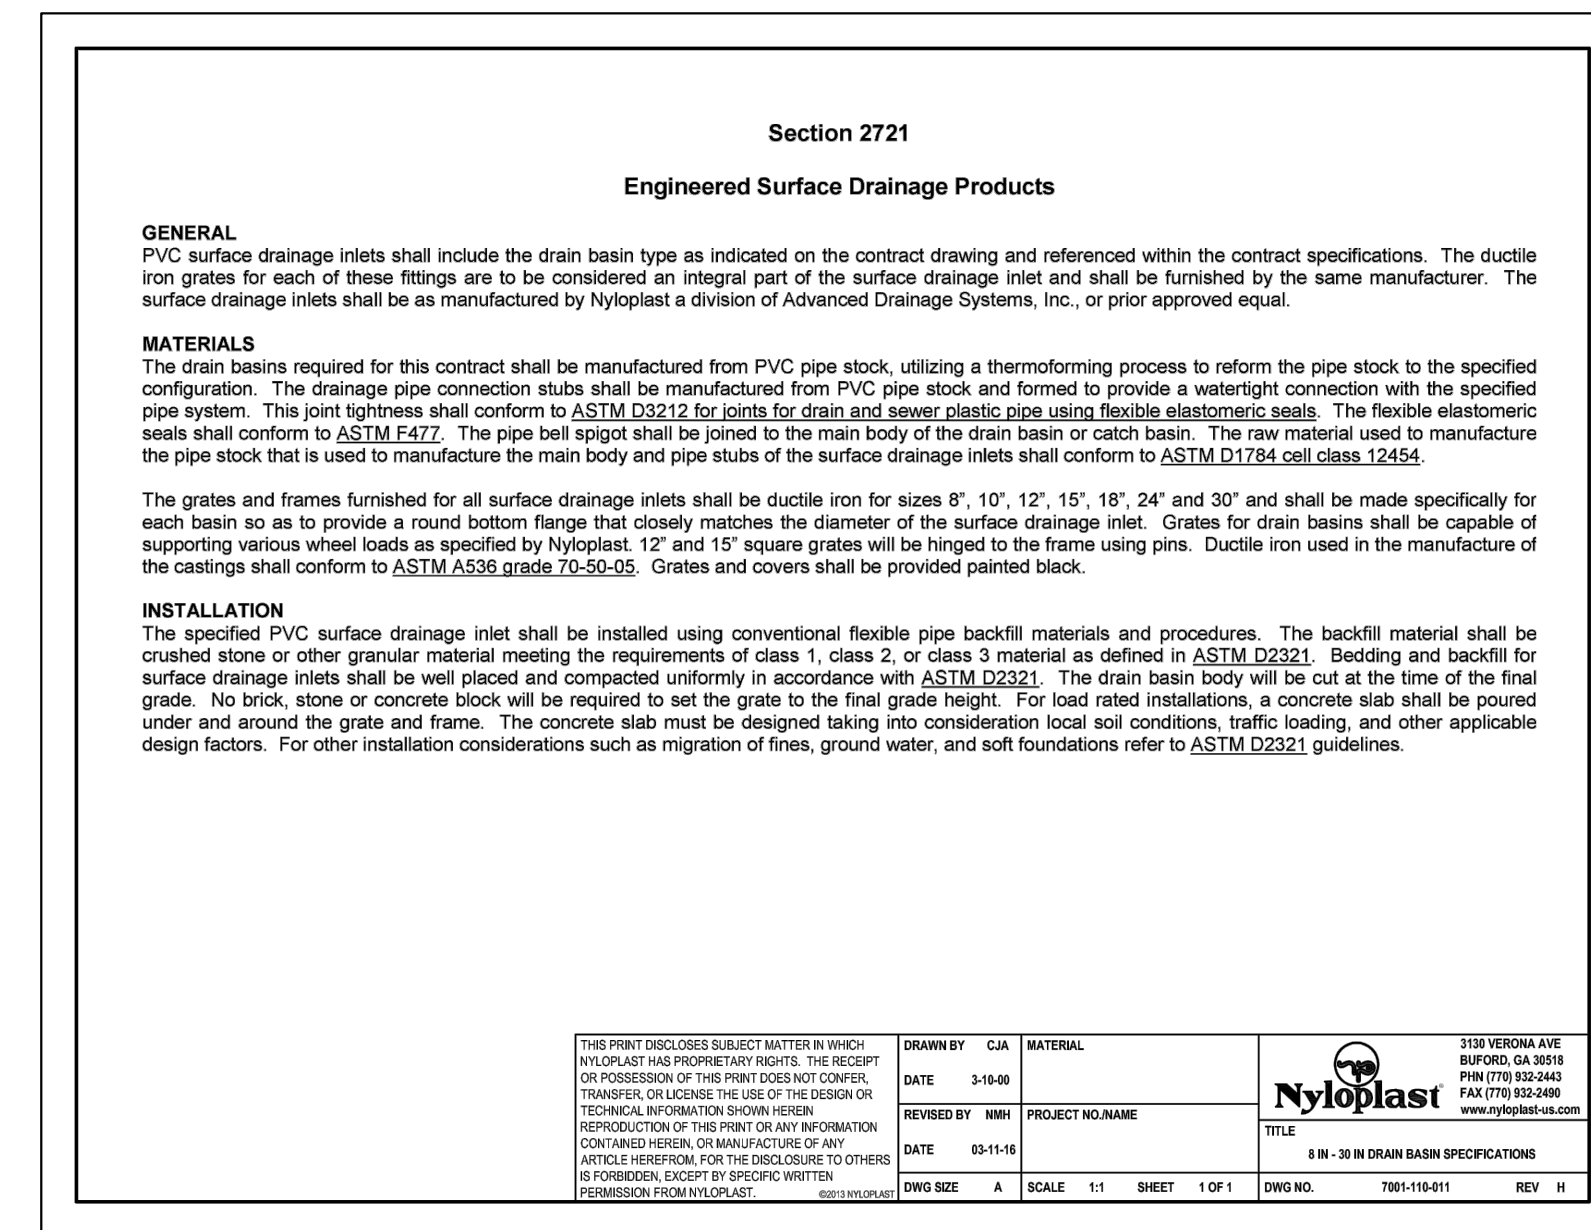 Section 2721
Engineered Surface Drainage Products
GENERAL
PVC surface drainage inlets shall include the drain basin type as indicated on the contract drawing and referenced within the contract specifications. The ductile
iron grates for each of these fittings are to be considered an integral part of the surface drainage inlet and shall be furnished by the same manufacturer. The
surface drainage inlets shall be as manufactured by Nyloplast a division of Advanced Drainage Systems, Inc., or prior approved equal.
MATERIALS
The drain basins required for this contract shall be manufactured from PVC pipe stock, utilizing a thermoforming process to reform the pipe stock to the specified
configuration. The drainage pipe connection stubs shall be manufactured from PVC pipe stock and formed to provide a watertight connection with the specified
pipe system. This joint tightness shall conform to ASTM D3212 for joints for drain and sewer plastic pipe using flexible elastomeric seals. The flexible elastomeric
seals shall conform to ASTM F477. The pipe bell spigot shall be joined to the main body of the drain basin or catch basin. The raw material used to manufacture
the pipe stock that is used to manufacture the main body and pipe stubs of the surface drainage inlets shall conform to ASTM D1784 cell class 12454.
The grates and frames furnished for all surface drainage inlets shall be ductile iron for sizes 8”, 10”, 12”, 15”, 18”, 24” and 30” and shall be made specifically for
each basin so as to provide a round bottom flange that closely matches the diameter of the surface drainage inlet. Grates for drain basins shall be capable of
supporting various wheel loads as specified by Nyloplast. 12” and 15” square grates will be hinged to the frame using pins. Ductile iron used in the manufacture of
the castings shall conform to ASTM A536 grade 70-50-05. Grates and covers shall be provided painted black.
INSTALLATION
The specified PVC surface drainage inlet shall be installed using conventional flexible pipe backfill materials and procedures. The backfill material shall be
crushed stone or other granular material meeting the requirements of class 1, class 2, or class 3 material as defined in ASTM D2321. Bedding and backfill for
surface drainage inlets shall be well placed and compacted uniformly in accordance with ASTM D2321. The drain basin body will be cut at the time of the final
grade. No brick, stone or concrete block will be required to set the grate to the final grade height. For load rated installations, a concrete slab shall be poured
under and around the grate and frame. The concrete slab must be designed taking into consideration local soil conditions, traffic loading, and other applicable
design factors. For other installation considerations such as migration of fines, ground water, and soft foundations refer to ASTM D2321 guidelines.
THIS PRINT DISCLOSES SUBJECT MATTER IN WHICH
NYLOPLAST HAS PROPRIETARY RIGHTS. THE RECEIPT
OR POSSESSION OF THIS PRINT DOES NOT CONFER,
TRANSFER, OR LICENSE THE USE OF THE DESIGN OR
TECHNICAL INFORMATION SHOWN HEREIN
REPRODUCTION OF THIS PRINT OR ANY INFORMATION
CONTAINED HEREIN, OR MANUFACTURE OF ANY
ARTICLE HEREFROM, FOR THE DISCLOSURE TO OTHERS
IS FORBIDDEN, EXCEPT BY SPECIFIC WRITTEN
PERMISSION FROM NYLOPLAST. ©2013 NYLOPLAST
DRAWN BY CJA
DATE 3-10-00
REVISED BY NMH
DATE 03-11-16
DWG SIZE A
MATERIAL
PROJECT NO./NAME
SCALE 1:1 SHEET 1 OF 1
Nyloplast®
3130 VERONA AVE
BUFORD, GA 30518
PHN (770) 932-2443
FAX (770) 932-2490
www.nyloplast-us.com
TITLE
8 IN - 30 IN DRAIN BASIN SPECIFICATIONS
DWG NO. 7001-110-011 REV H